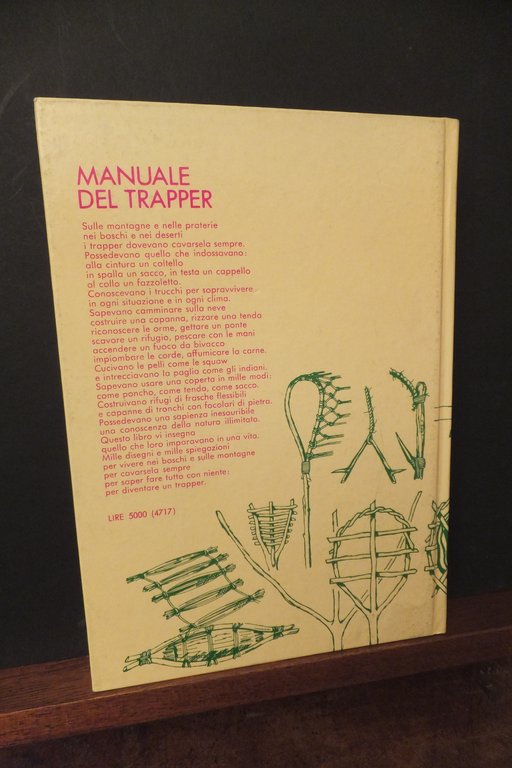 MANUALE
DEL TRAPPER
Sulle montagne e nelle praterie
nei boschi e nei deserti
i trapper dovevano cavarsela sempre.
Possedevano quello che indossavano:
alla cintura un coltello
in spalla un sacco, in testa un cappello
al collo un fazzoletto.
Conoscevano i trucchi per sopravvivere
in ogni situazione e in ogni clima.
Sapevano camminare sulla neve
costruire una capanna, rizzare una tenda
riconoscere le orme, gettare un ponte
scavare un rifugio, pescare con le mani
accendere un fuoco da bivacco
impiombare le corde, affumicare la carne.
Cucivano le pelli come le squaw
e intrecciavano la paglia come gli indiani.
Sapevano usare una coperta in mille modi:
come poncho, come tenda, come sacco.
Costruivano rifugi di frasche flessibili
e capanne di tronchi con focolari di pietra.
Possedevano una sapienza inesauribile
una conoscenza della natura illimitata.
Questo libro vi insegna
quello che loro imparavano in una vita.
Mille disegni e mille spiegazioni
per vivere nei boschi e sulle montagne
per cavarsela sempre
per saper fare tutto con niente:
per diventare un trapper.
LIRE 5000 (4717)